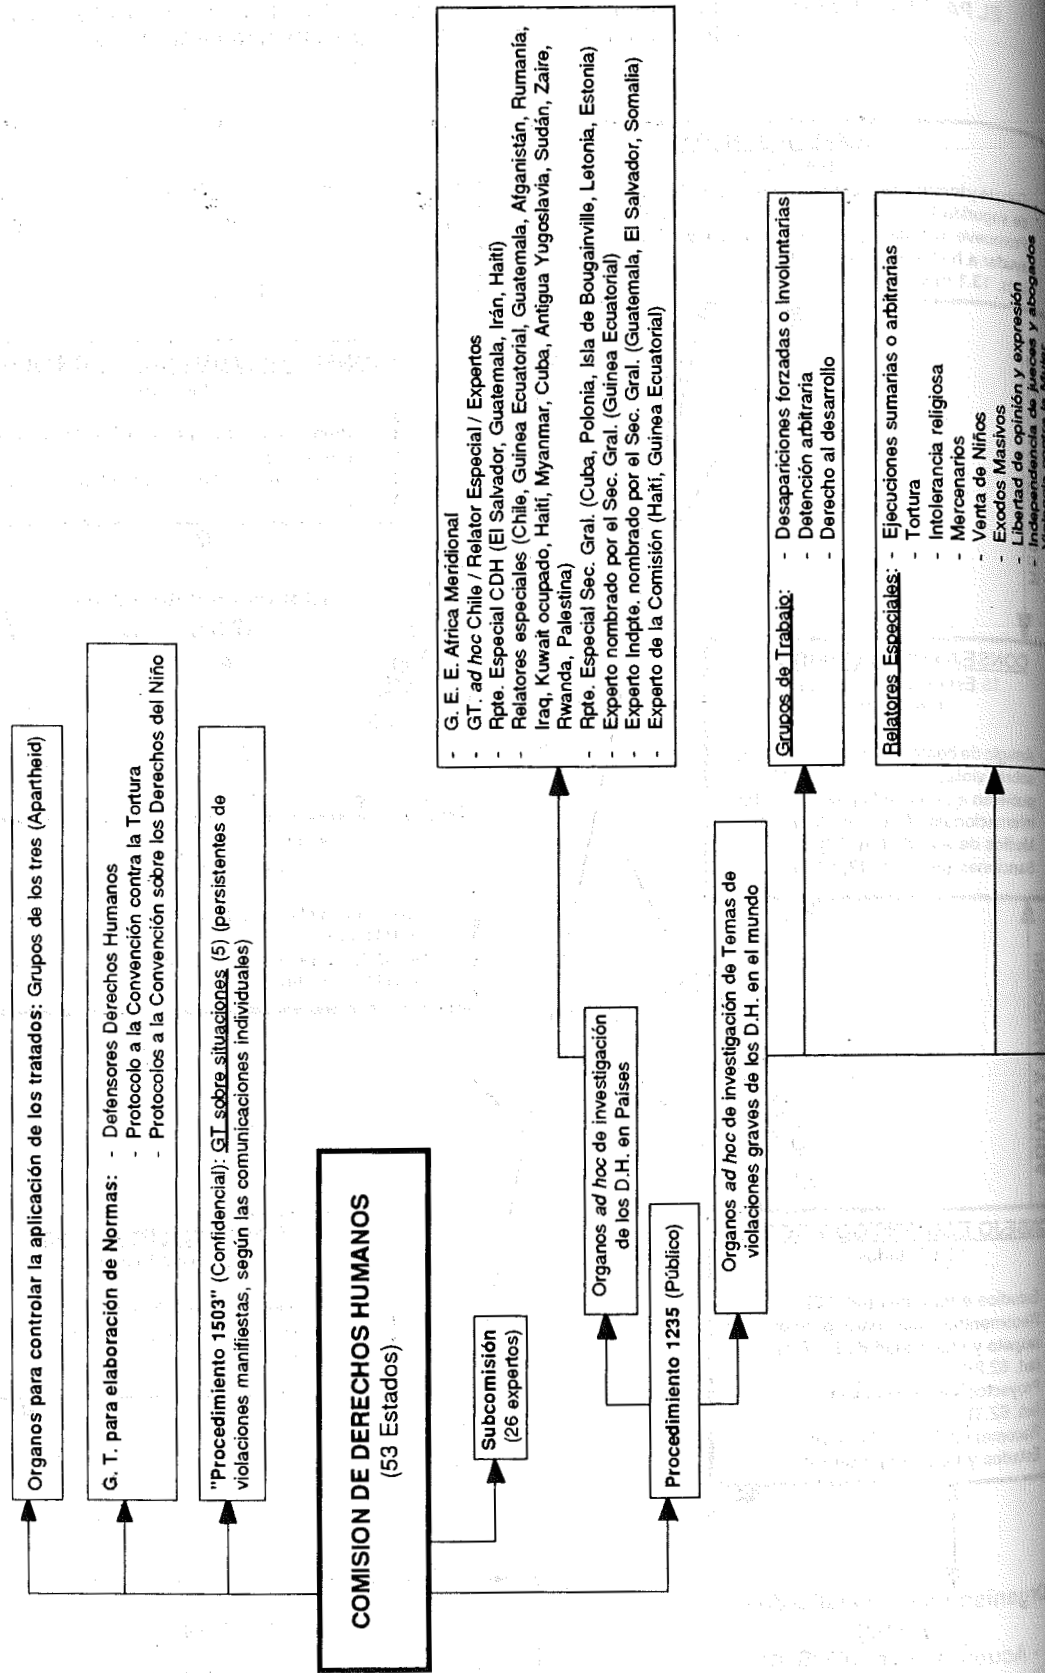 Organos para controlar la aplicación de los tratados: Grupos de los tres (Apartheid)
G. T. para elaboración de Normas: - Defensores Derechos Humanos
- Protocolo a la Convención contra la Tortura
- Protocolos a la Convención sobre los Derechos del Niño
"Procedimiento 1503" (Confidencial): GT sobre situaciones (5) (persistentes de
violaciones manifiestas, según las comunicaciones individuales)
COMISION DE DERECHOS HUMANOS
(53 Estados)
Subcomisión
(26 expertos)
Organos ad hoc de investigación
de los D.H. en Países
Procedimiento 1235 (Público)
Organos ad hoc de investigación de Temas de
violaciones graves de los D.H. en el mundo
- G. E. E. Africa Meridional
- GT. ad hoc Chile / Relator Especial / Expertos
- Rpte. Especial CDH (El Salvador, Guatemala, Irán, Haití)
- Relatores especiales (Chile, Guinea Ecuatorial, Guatemala, Afganistán, Rumanía,
Iraq, Kuwait ocupado, Haití, Myanmar, Cuba, Antigua Yugoslavia, Sudán, Zaire,
Rwanda, Palestina)
- Rpte. Especial Sec. Gral. (Cuba, Polonia, Isla de Bougainville, Letonia, Estonia)
- Experto nombrado por el Sec. Gral. (Guinea Ecuatorial)
- Experto Indpte. nombrado por el Sec. Gral. (Guatemala, El Salvador, Somalia)
- Experto de la Comisión (Haití, Guinea Ecuatorial)
Grupos de Trabajo: - Desapariciones forzadas o Involuntarias
- Detención arbitraria
- Derecho al desarrollo
Relatores Especiales: - Ejecuciones sumarias o arbitrarias
- Tortura
- Intolerancia religiosa
- Mercenarios
- Venta de Niños
- Exodos Masivos
- Libertad de opinión y expresión
- Independencia de jueces y abogados